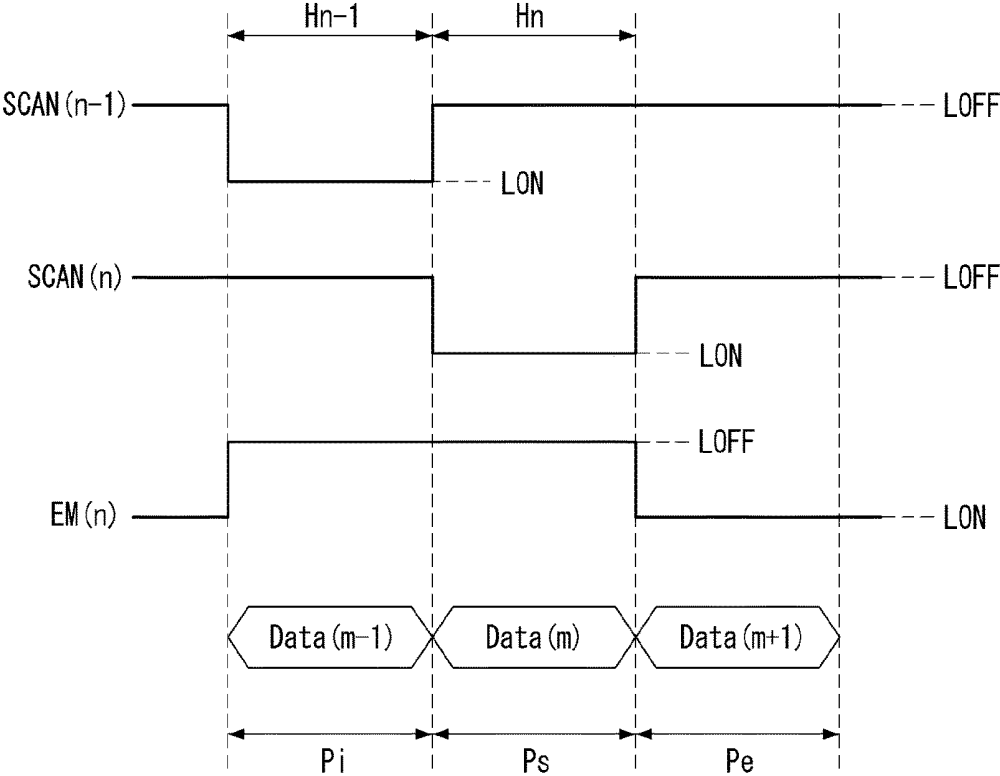 Hn-1 Hn
SCAN(n-1) LOFF
LON
SCAN(n) LOFF
LON
LOFF
EM(n) LON
Data(m-1) Data(m) Data(m+1)
Pi Ps Pe